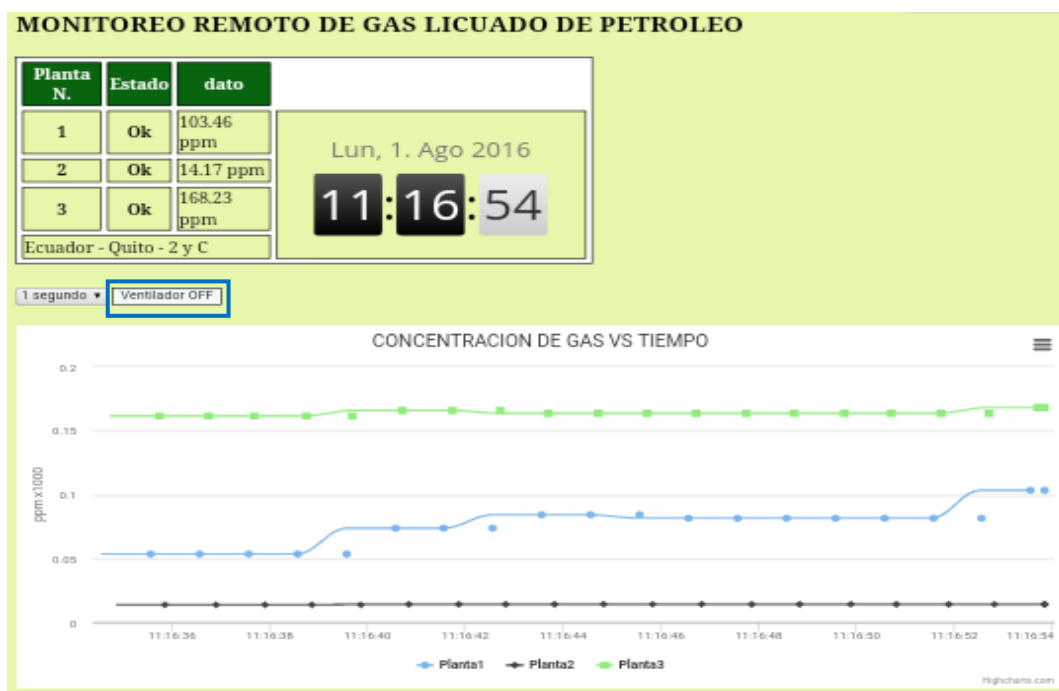 MONITOREO REMOTO DE GAS LICUADO DE PETROLEO
Planta N. Estado dato
1 Ok 103.46 ppm
2 Ok 14.17 ppm
3 Ok 168.23 ppm
Ecuador - Quito - 2 y C
Lun, 1. Ago 2016
11:16:54
1 segundo Ventilador OFF
CONCENTRACION DE GAS VS TIEMPO
ppm x1000
0.2
0.15
0.1
0.05
0
11:16:36 11:16:38 11:16:40 11:16:42 11:16:44 11:16:46 11:16:48 11:16:50 11:16:52 11:16:54
Planta1 Planta2 Planta3
Highcharts.com